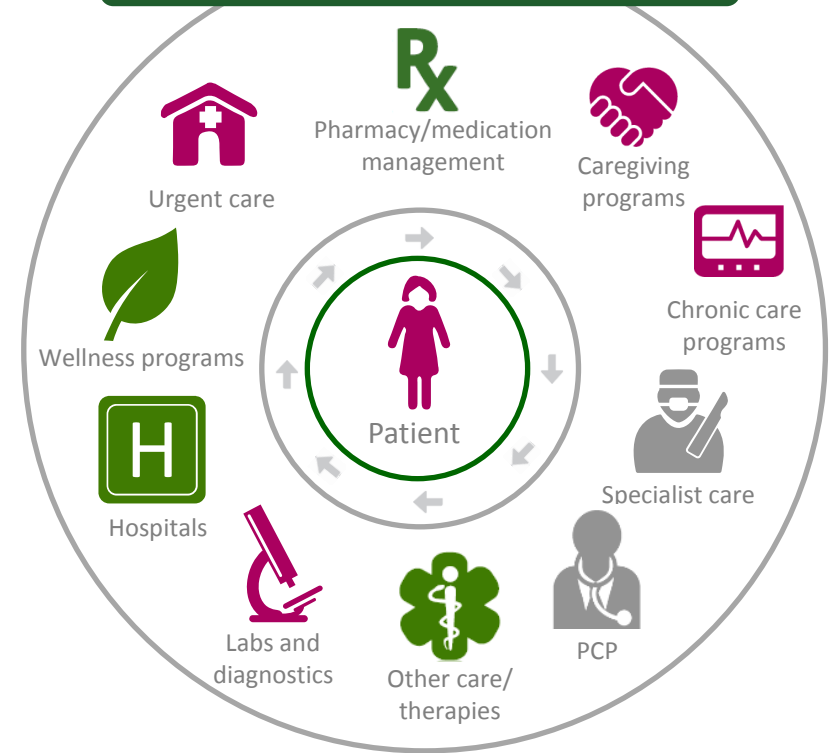 Rx
Pharmacy/medication
management
Caregiving
programs
Urgent care
Chronic care
programs
Wellness programs
Patient
H
Specialist care
Hospitals
PCP
Labs and
diagnostics
Other care/
therapies